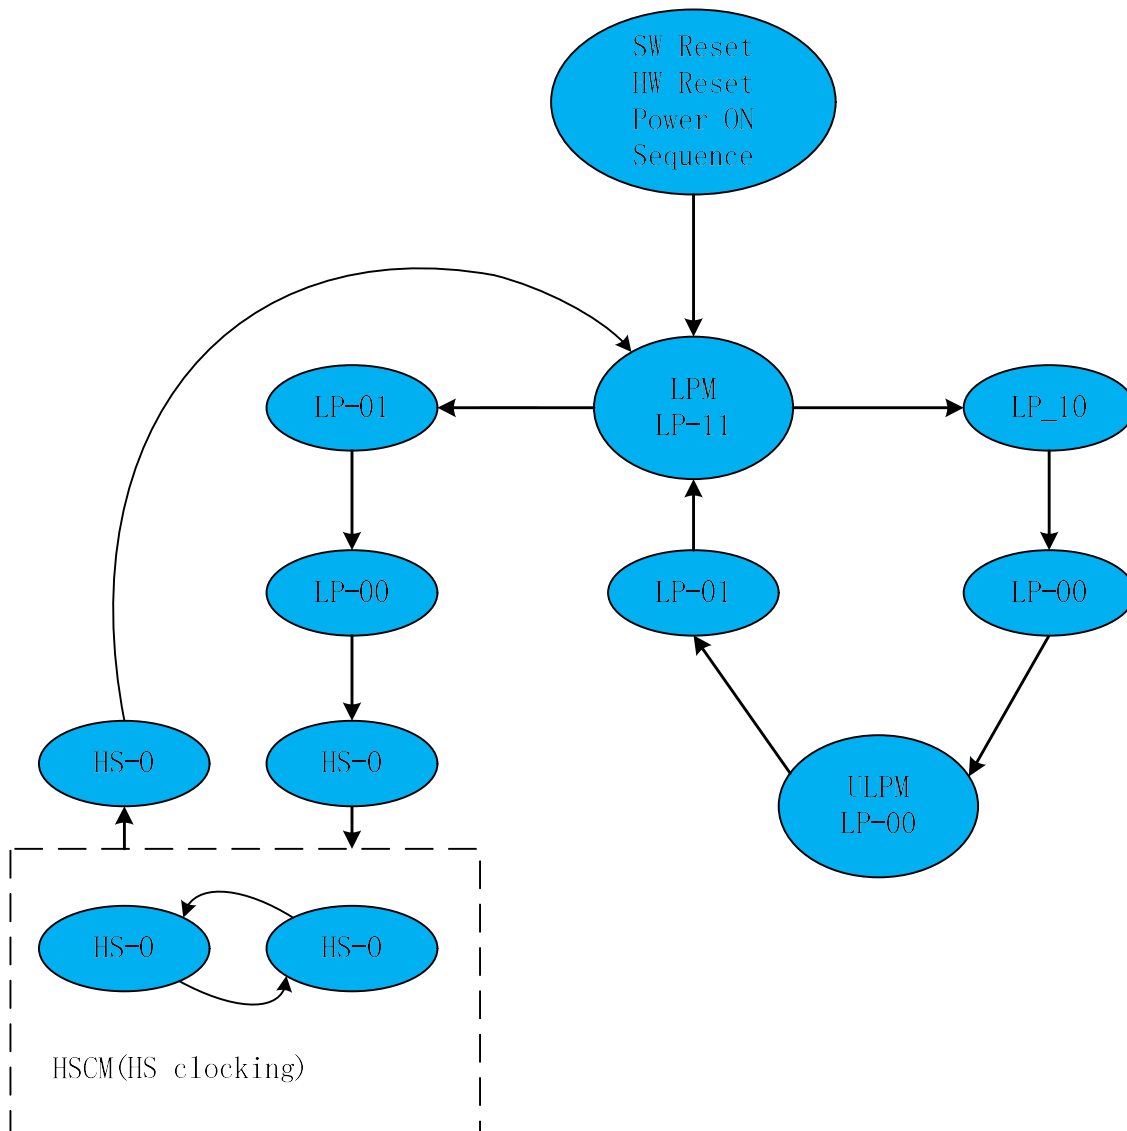 SW Reset
HW Reset
Power ON
Sequence
LP-01
LPM
LP-11
LP_10
LP-00
LP-01
LP-00
HS-0
HS-0
ULPM
LP-00
HS-0
HS-0
HSCM(HS clocking)